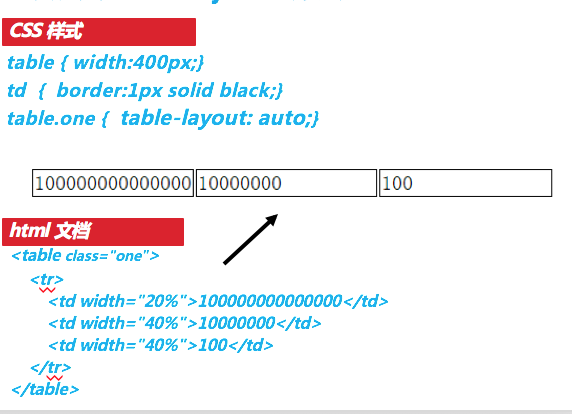 CSS 样式
table { width:400px;}
td { border:1px solid black;}
table.one { table-layout: auto;}
100000000000000 10000000 100
html 文档
<table class="one">
<tr>
<td width="20%">100000000000000</td>
<td width="40%">10000000</td>
<td width="40%">100</td>
</tr>
</table>